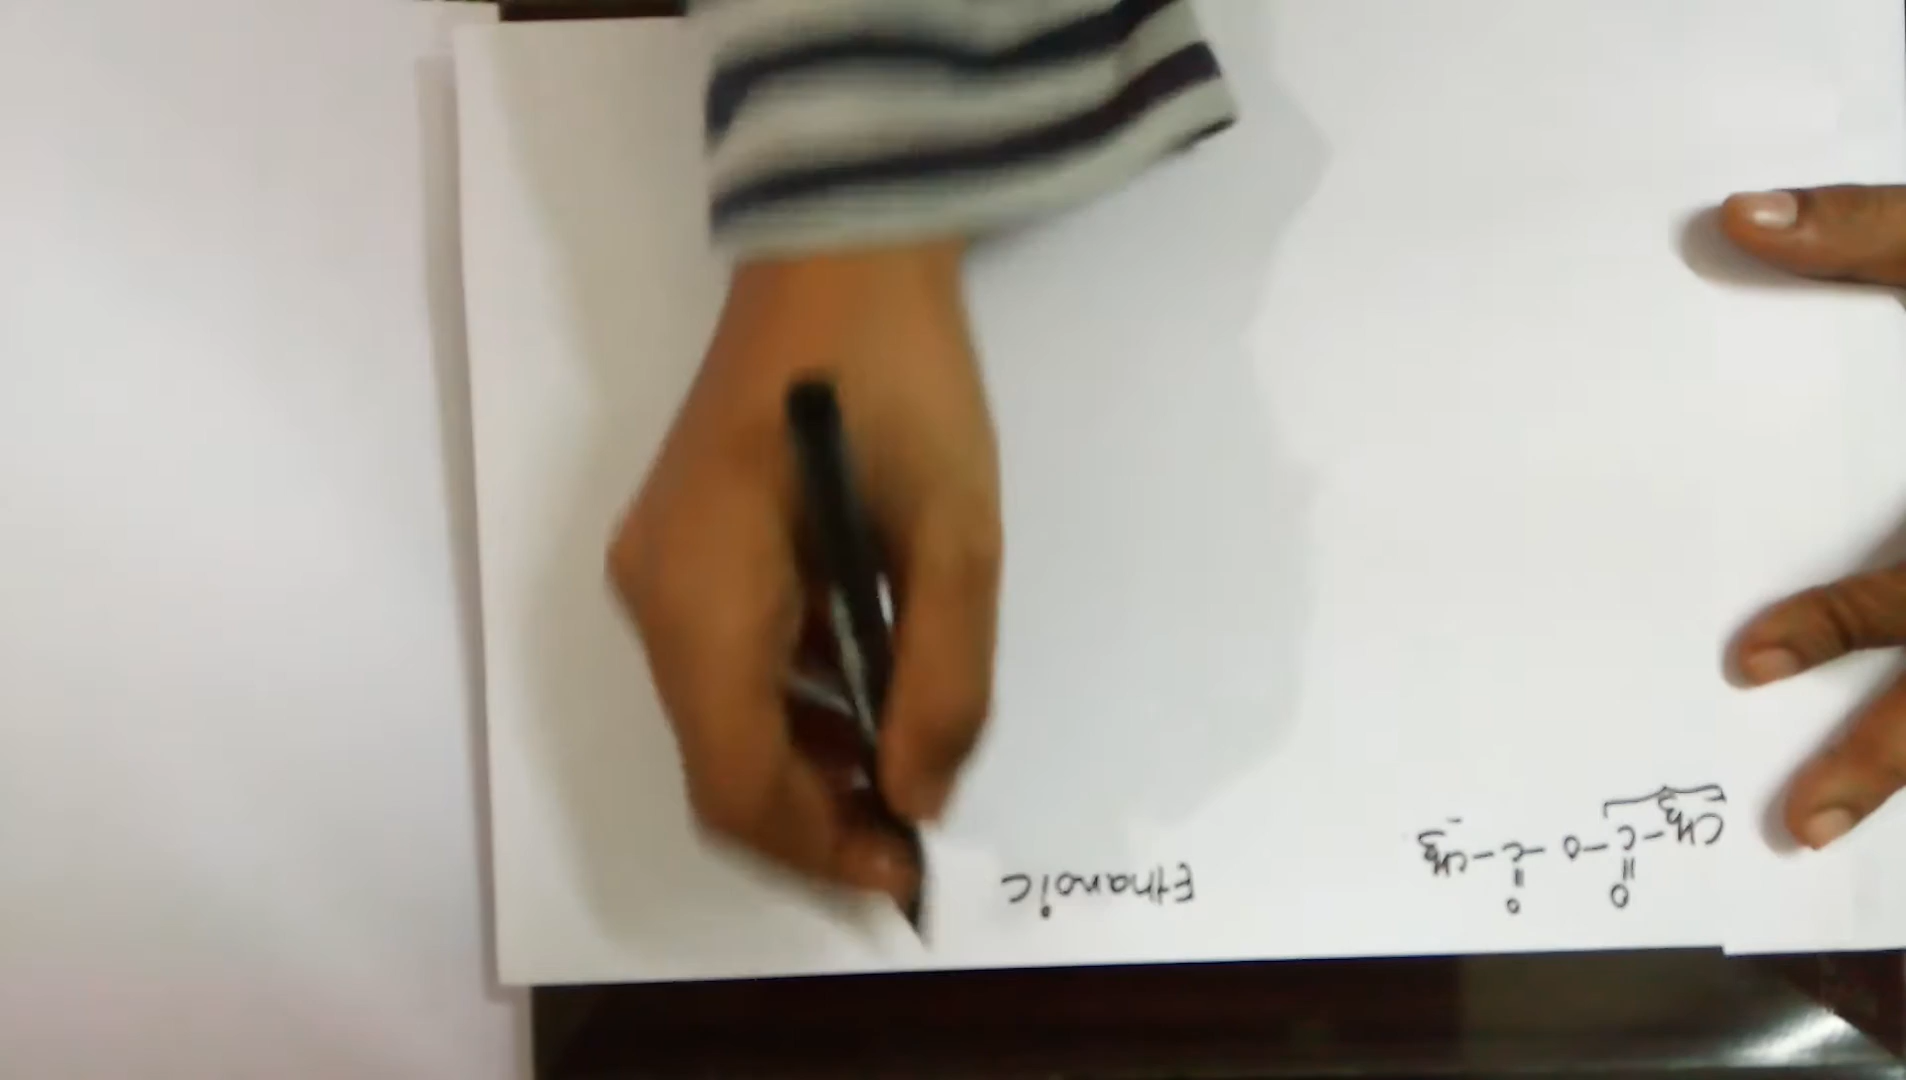 O O
|| ||
CH₃-C-O-C-CH₃
Ethanoic